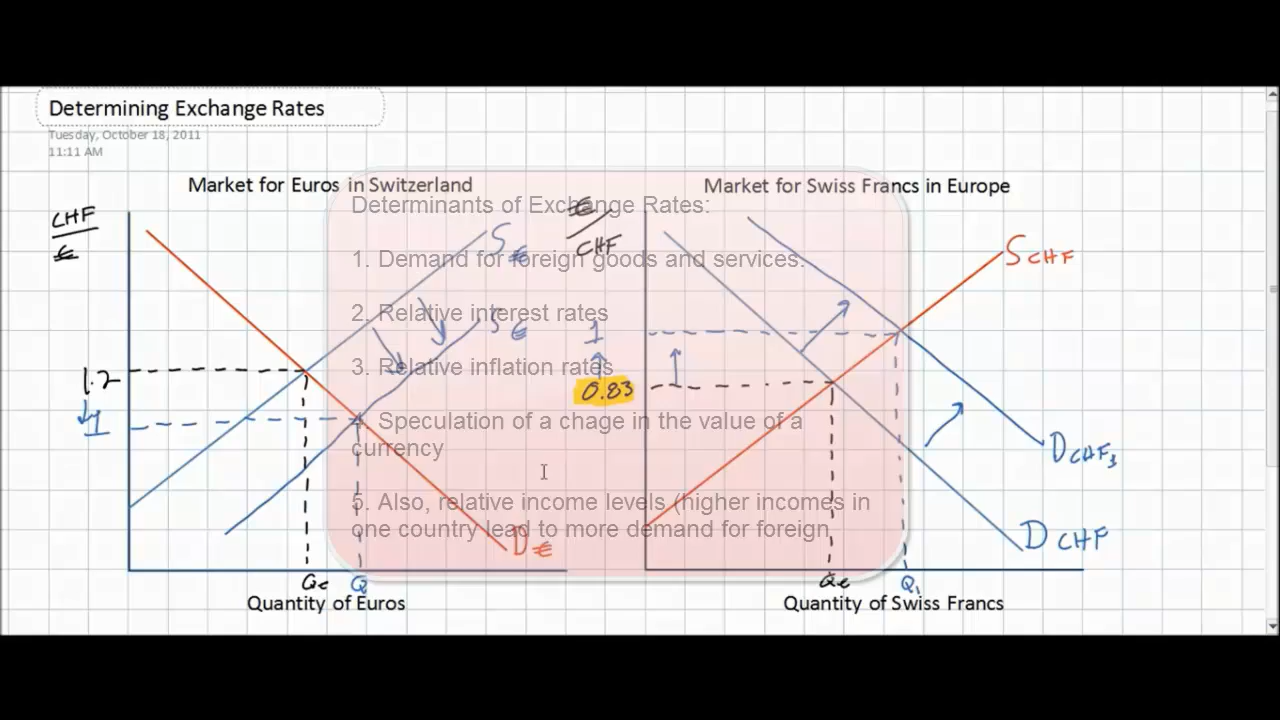 Determining Exchange Rates
Tuesday, October 18, 2011
11:11 AM
Market for Euros in Switzerland
CHF
€
S€
S€
1.2
1
D€
Qe
Q
Quantity of Euros
Market for Swiss Francs in Europe
€
CHF
SCHF
1
0.83
DCHF1
DCHF
Qe
Q1
Quantity of Swiss Francs
Determinants of Exchange Rates:
1. Demand for foreign goods and services.
2. Relative interest rates
3. Relative inflation rates
4. Speculation of a chage in the value of a
currency
5. Also, relative income levels (higher incomes in
one country lead to more demand for foreign